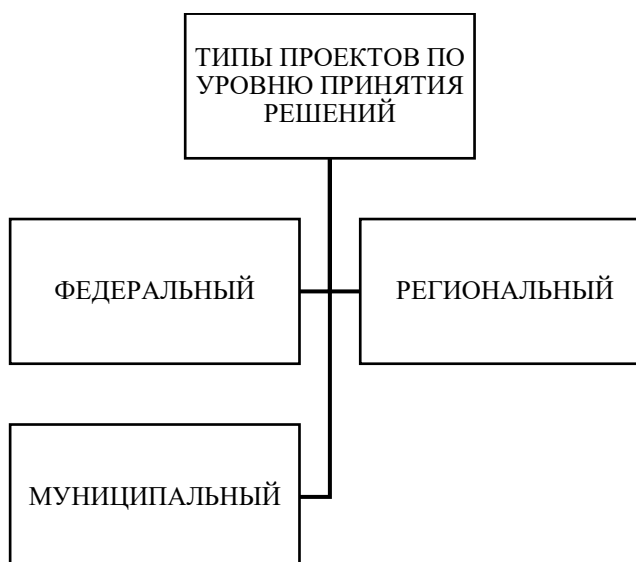 ТИПЫ ПРОЕКТОВ ПО
УРОВНЮ ПРИНЯТИЯ
РЕШЕНИЙ
ФЕДЕРАЛЬНЫЙ
РЕГИОНАЛЬНЫЙ
МУНИЦИПАЛЬНЫЙ